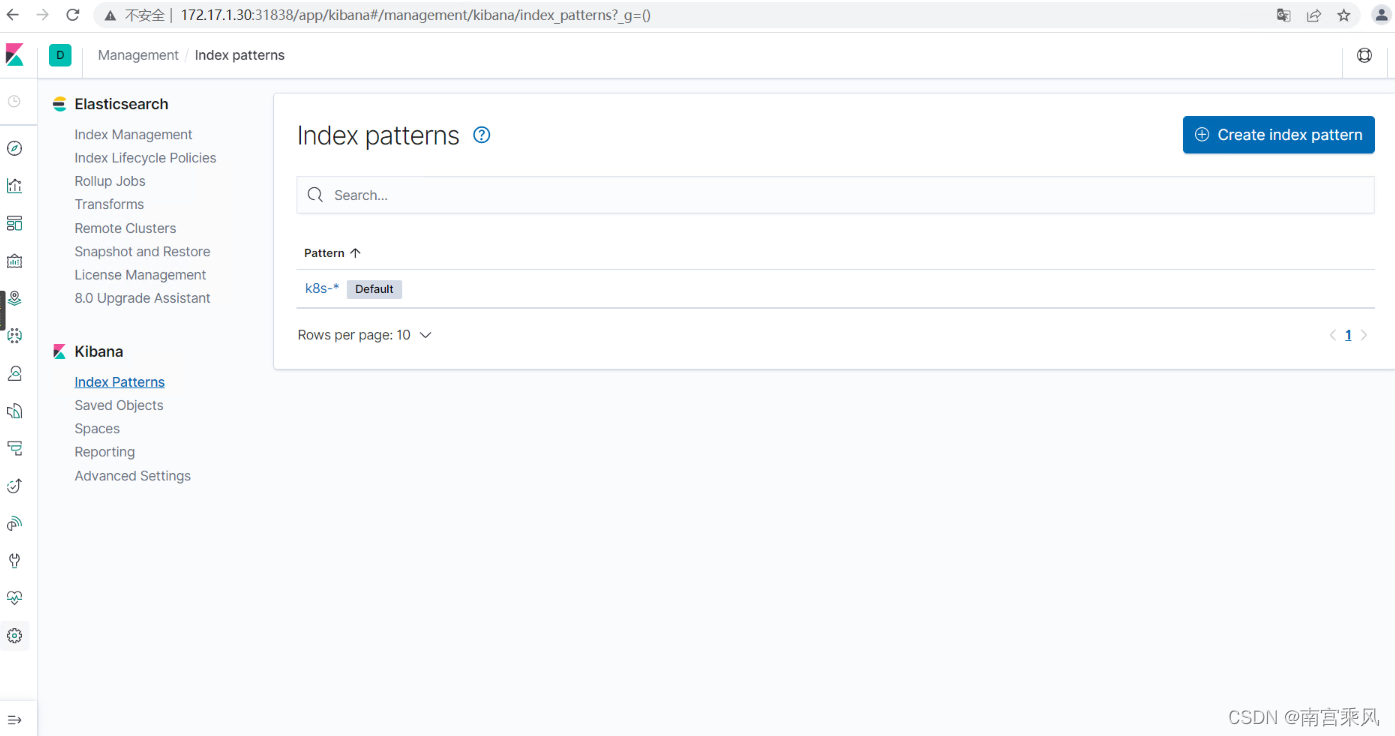 不安全 | 172.17.1.30:31838/app/kibana#/management/kibana/index_patterns?_g=()
D Management / Index patterns
Elasticsearch
Index Management
Index Lifecycle Policies
Rollup Jobs
Transforms
Remote Clusters
Snapshot and Restore
License Management
8.0 Upgrade Assistant
Kibana
Index Patterns
Saved Objects
Spaces
Reporting
Advanced Settings
Index patterns
Create index pattern
Search...
Pattern
k8s-* Default
Rows per page: 10
1
CSDN @南宫乘风